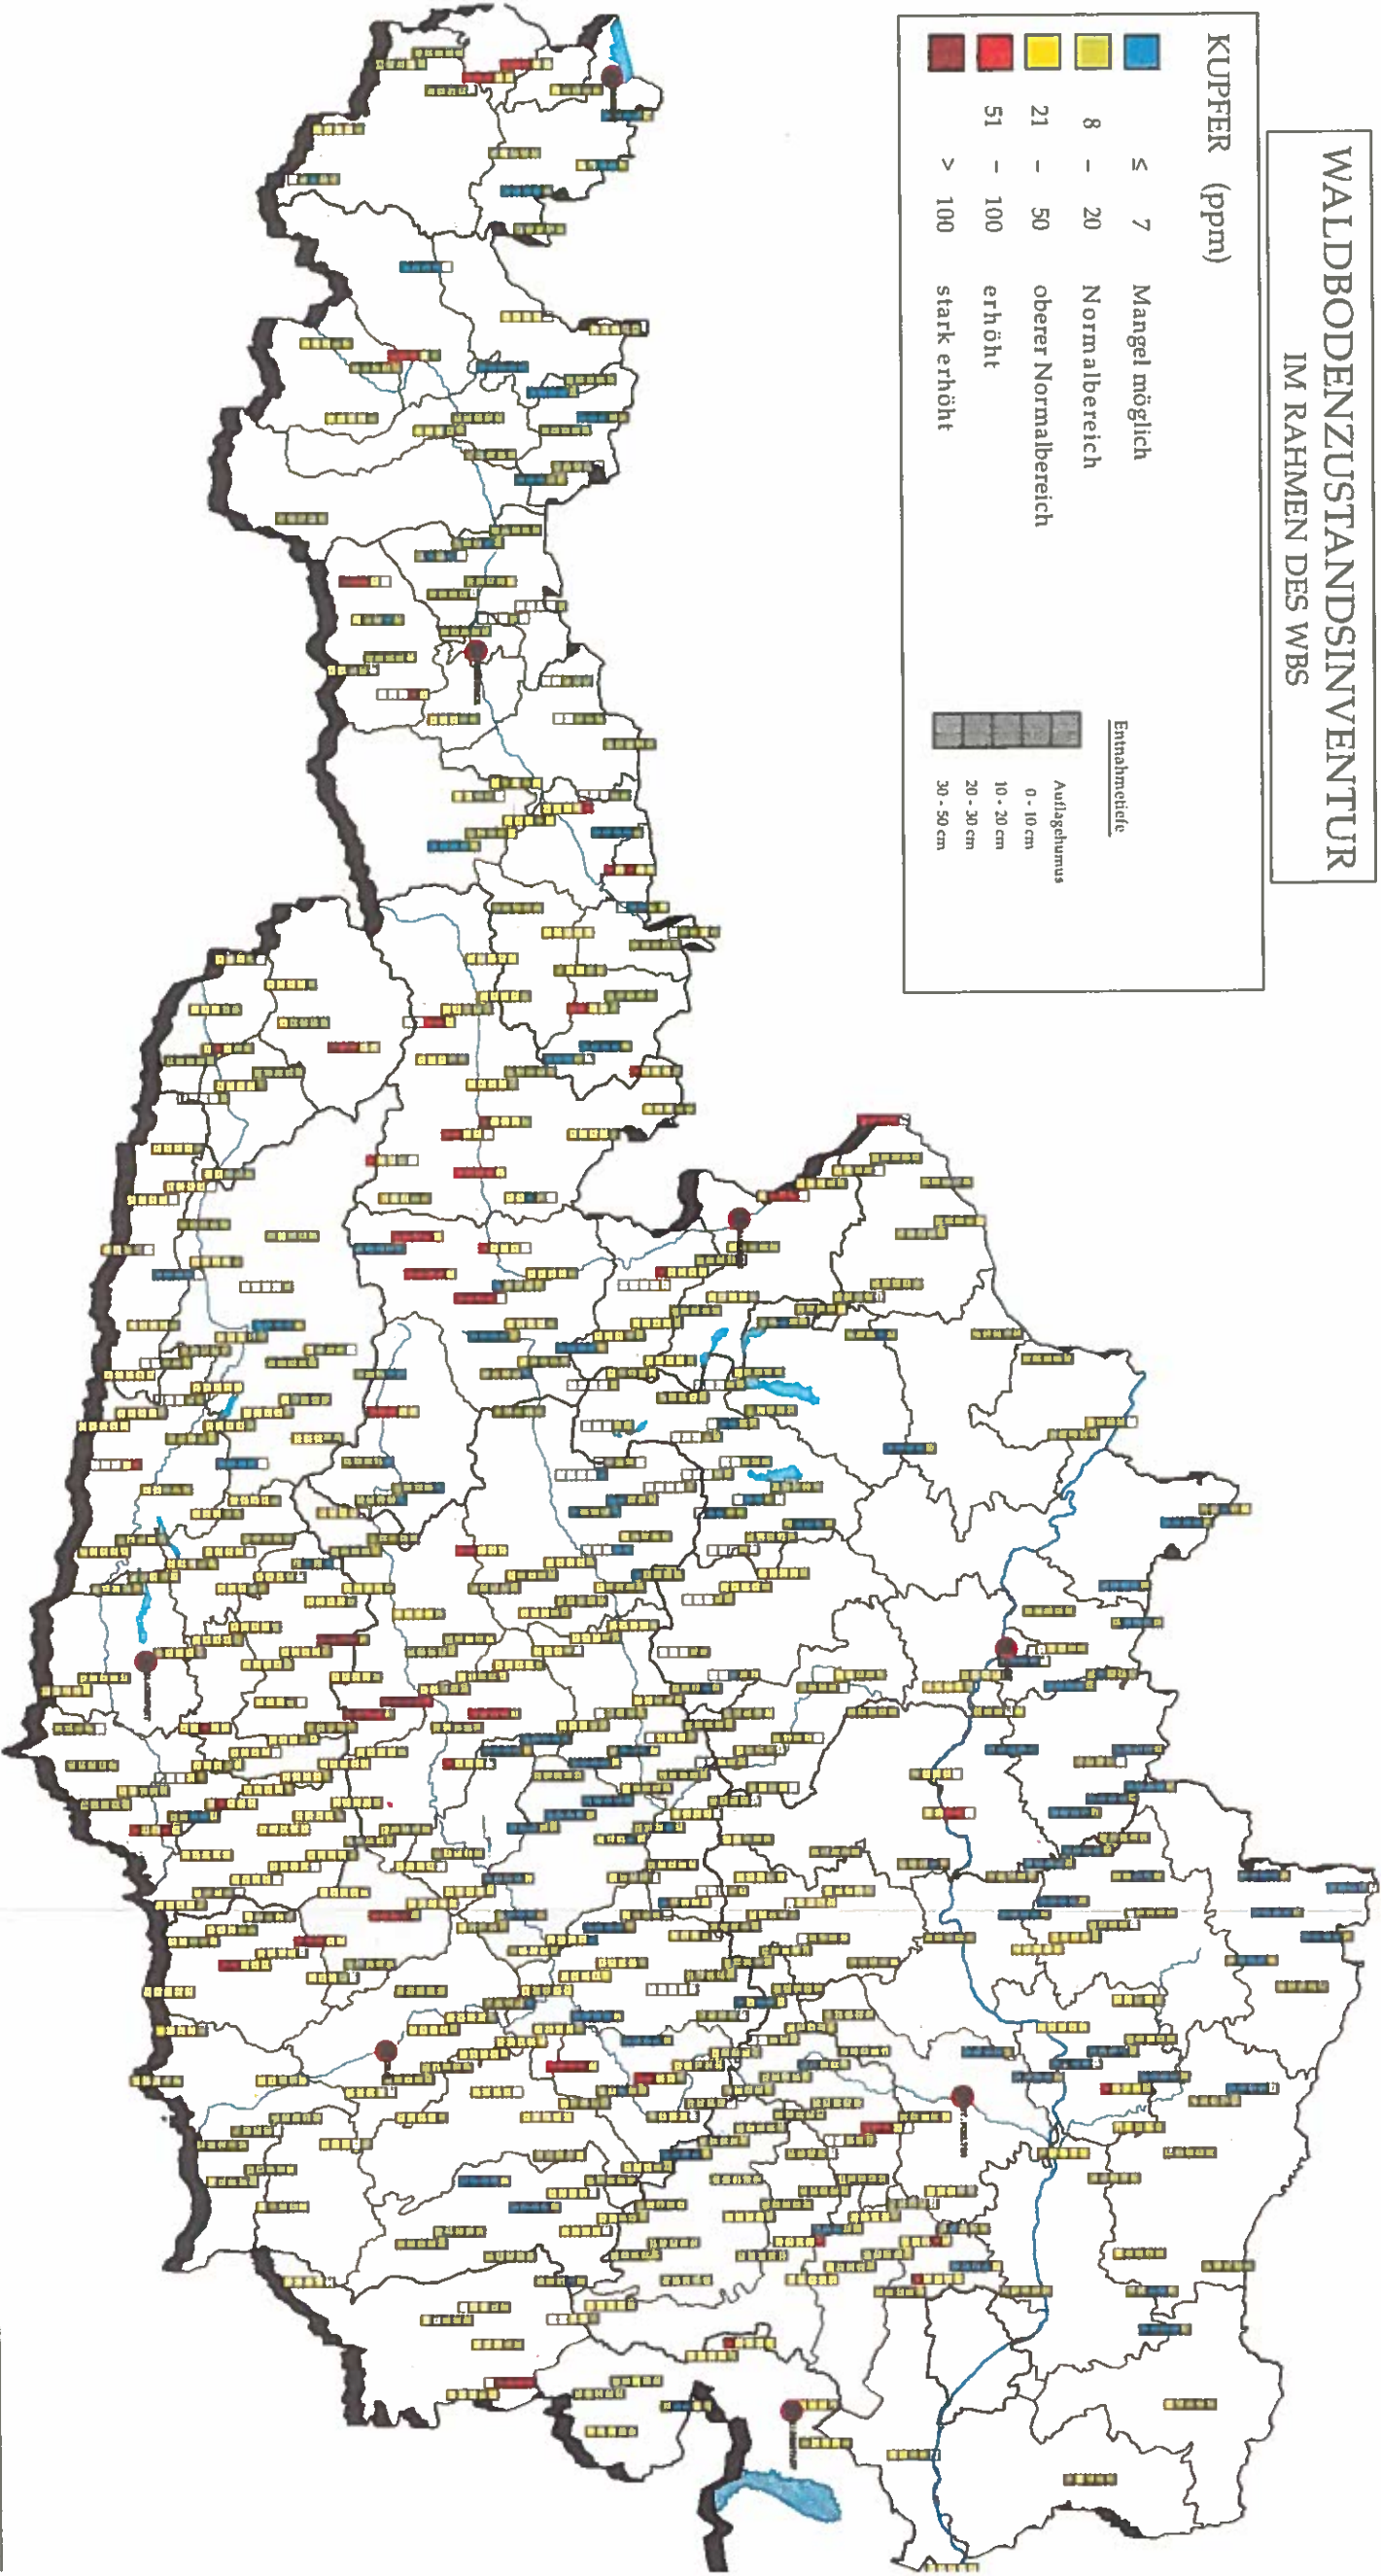 WALDBODENZUSTANDSINVENTUR
IM RAHMEN DES WBS
KUPFER (ppm)
≤ 7 Mangel möglich
8 - 20 Normalbereich
21 - 50 oberer Normalbereich
51 - 100 erhöht
> 100 stark erhöht
Entnahmetiefe
Auflagehumus
0 - 10 cm
10 - 20 cm
20 - 30 cm
30 - 50 cm